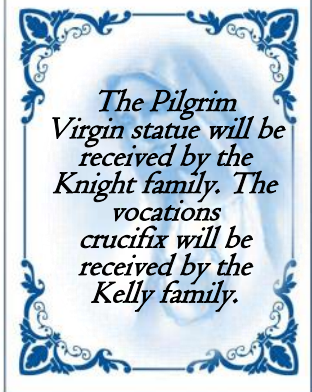 The Pilgrim
Virgin statue will be
received by the
Knight family. The
vocations
crucifix will be
received by the
Kelly family.